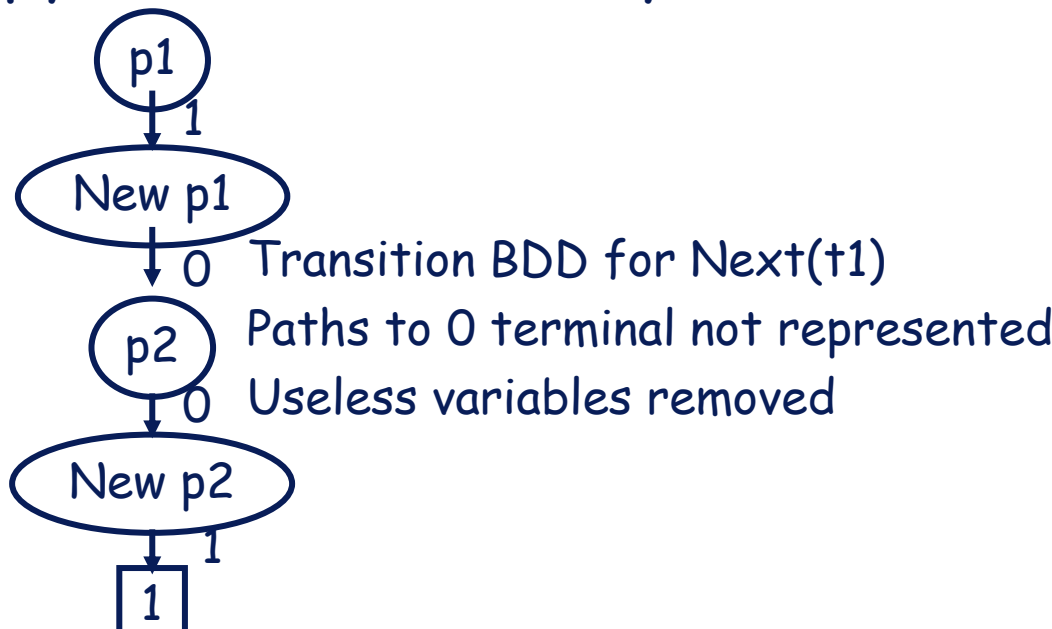 p1
1
New p1
0
Transition BDD for Next(t1)
Paths to 0 terminal not represented
p2
0
Useless variables removed
New p2
1
1